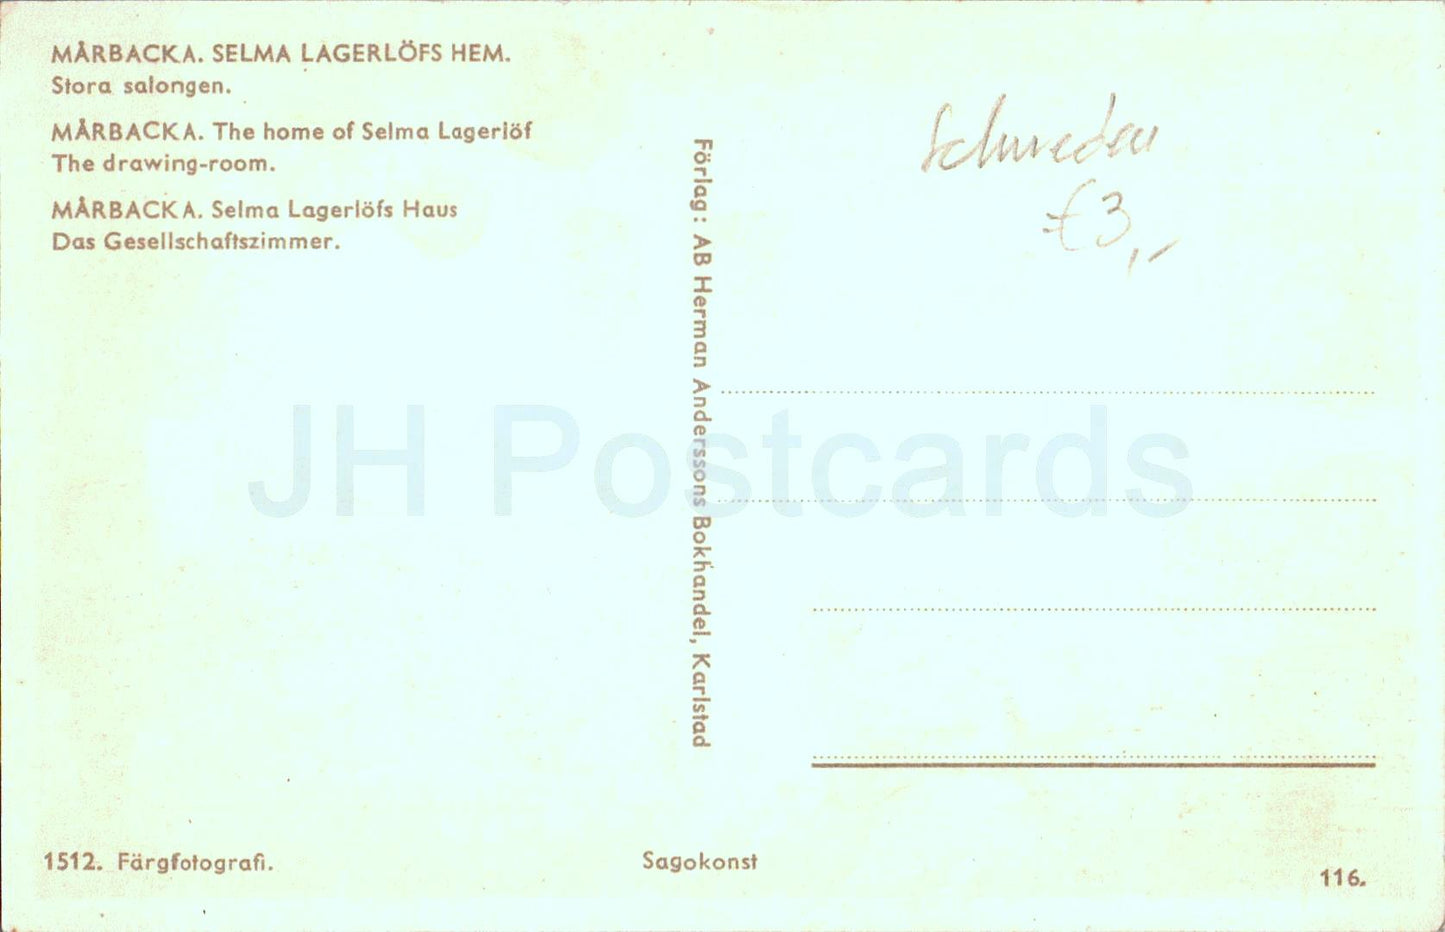 MÅRBACKA. SELMA LAGERLÖFS HEM.
Stora salongen.
MÅRBACKA. The home of Selma Lagerlöf
The drawing-room.
MÅRBACKA. Selma Lagerlöfs Haus
Das Gesellschaftszimmer.
Förlag: AB Herman Anderssons Bokhandel, Karlstad
Schweden
€3,-
JH Postcards
1512. Färgfotografi.
Sagokonst
116.